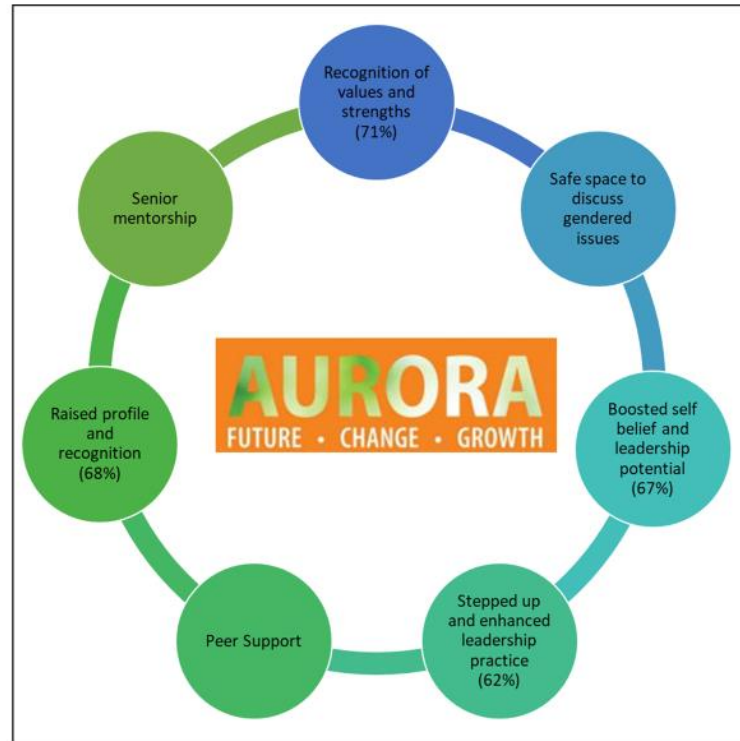 Recognition of
values and
strengths
(71%)
Safe space to
discuss
gendered
issues
Boosted self
belief and
leadership
potential
(67%)
Stepped up
and enhanced
leadership
practice
(62%)
Peer Support
Raised profile
and
recognition
(68%)
Senior
mentorship
AURORA
FUTURE • CHANGE • GROWTH